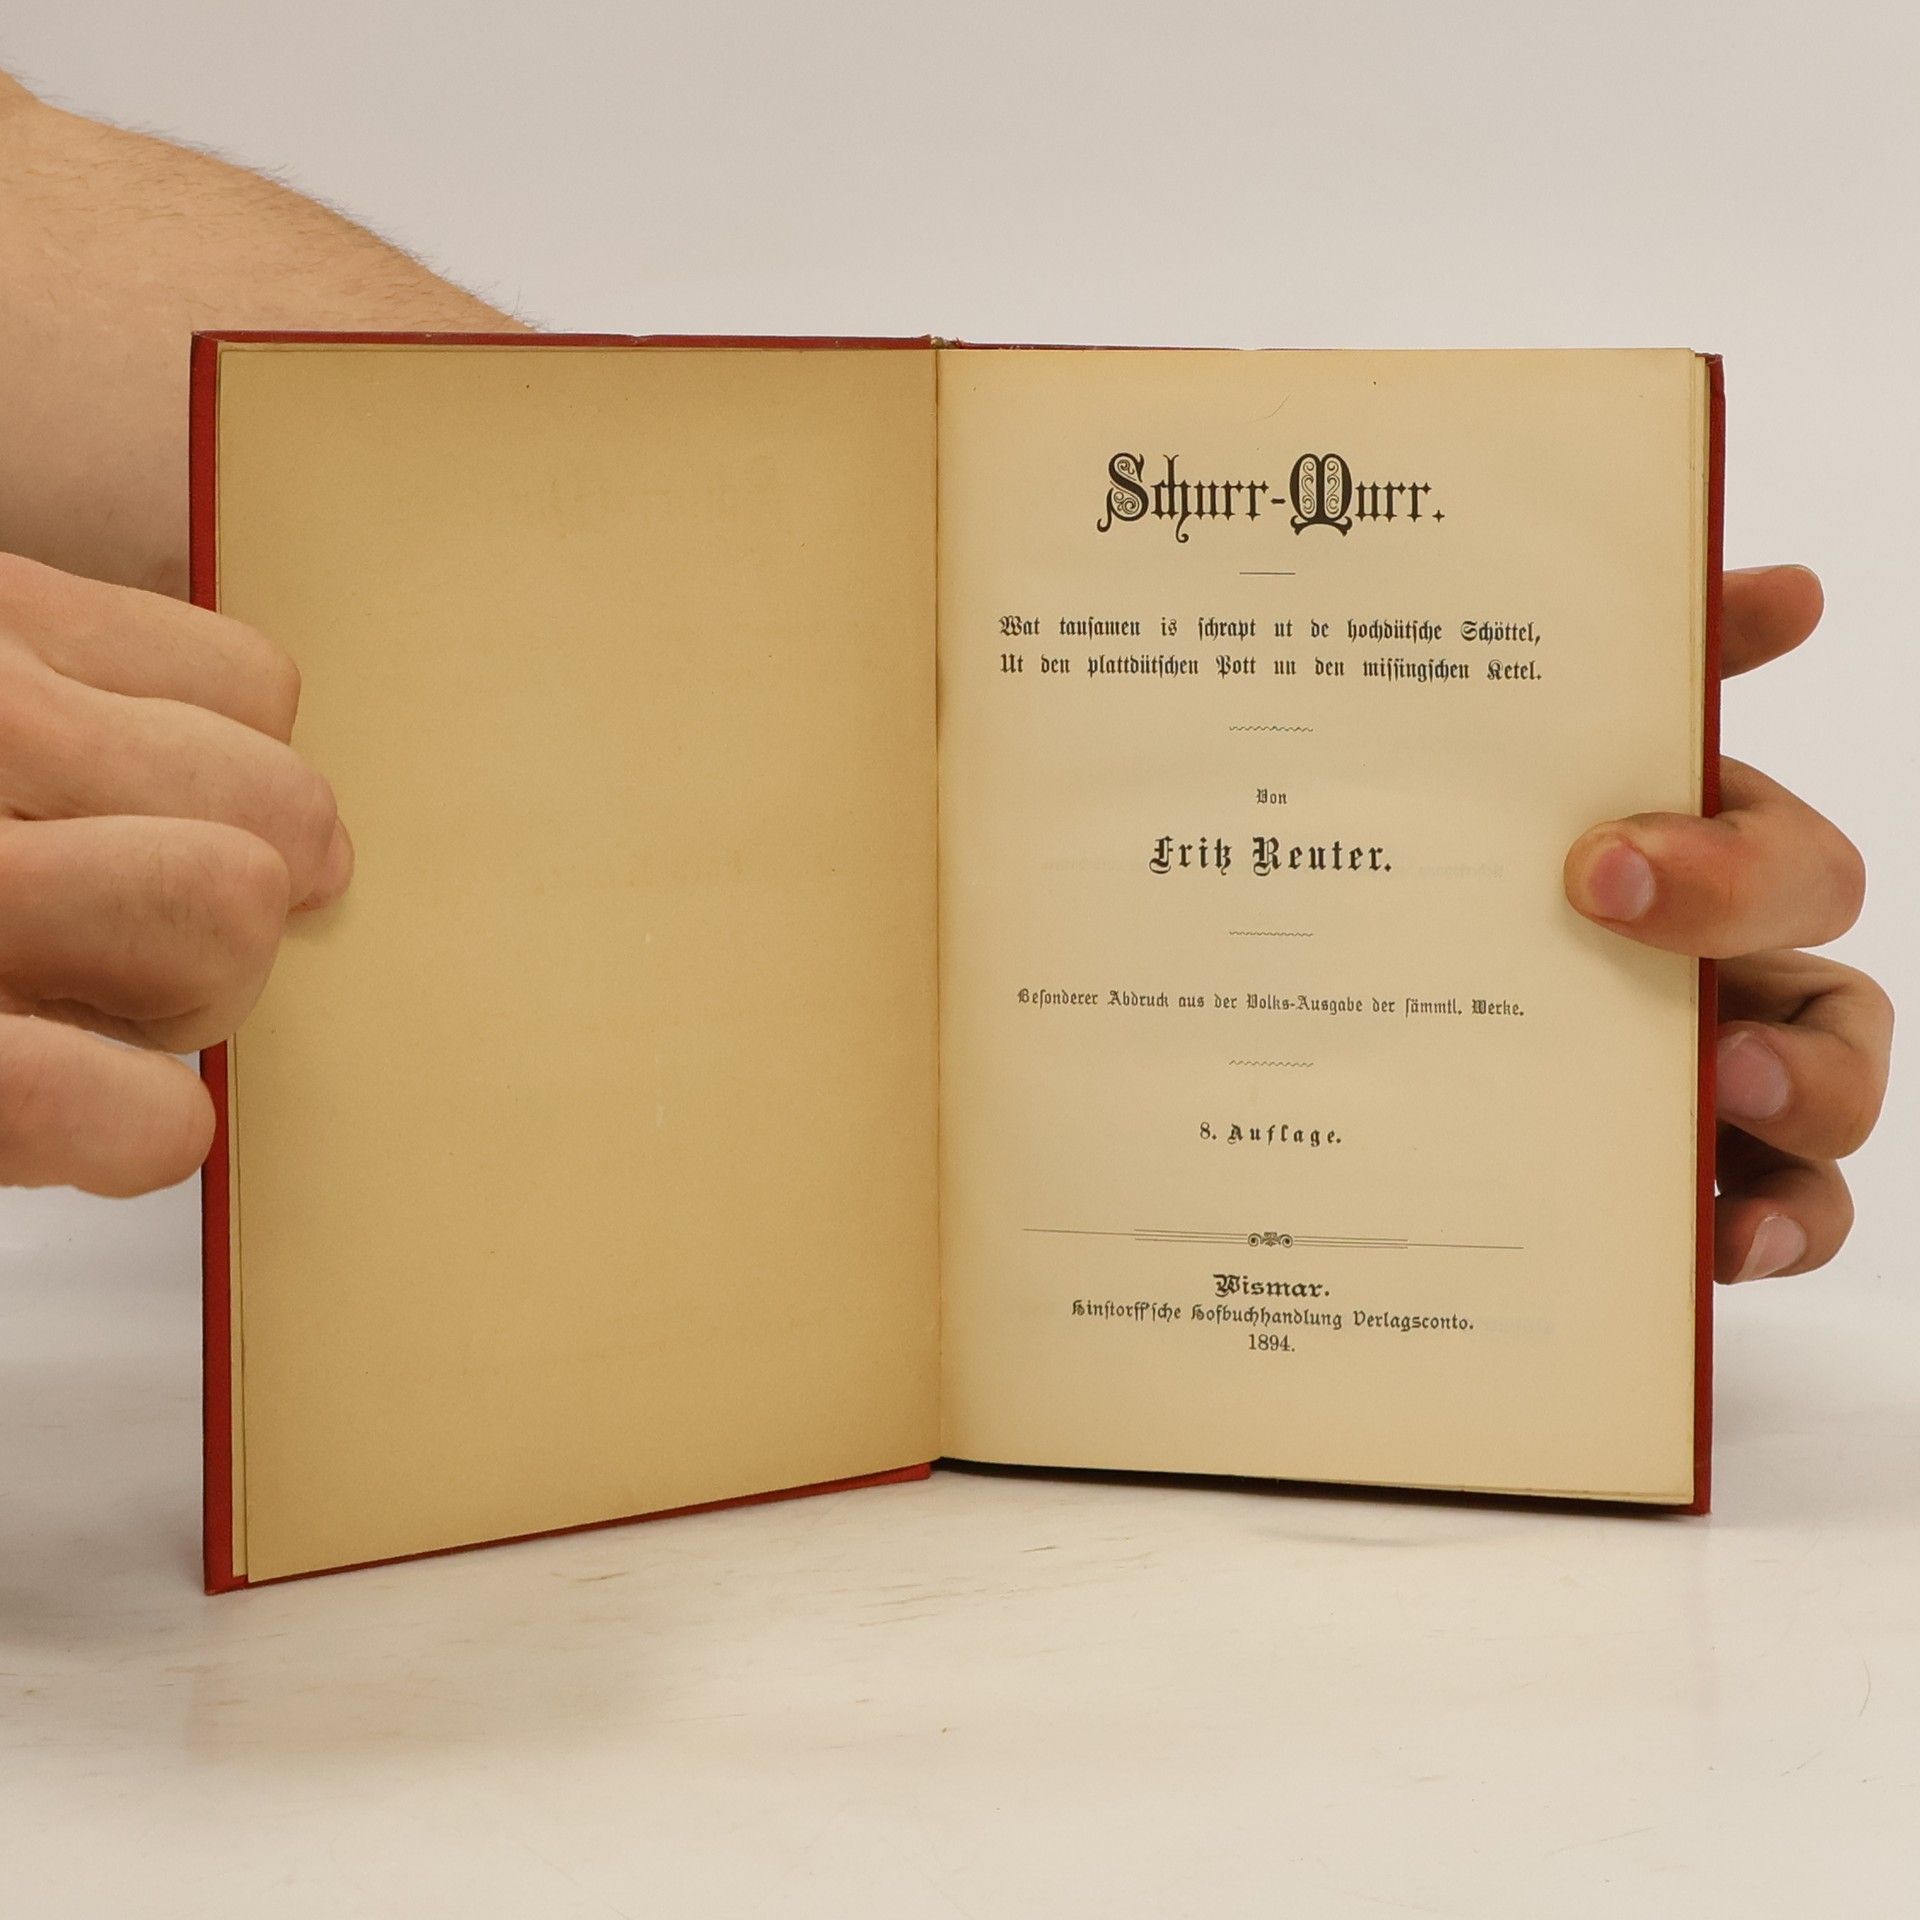 Schurr-Murr.
Wat tausamen is schrapt ut de hochdütsche Schöttel,
Ut den plattdütschen Pott un den missingschen Ketel.
Von
Fritz Reuter.
Besonderer Abdruck aus der Volks-Ausgabe der sämmtl. Werke.
8. Auflage.
Wismar.
Hinstorff'sche Hofbuchhandlung Verlagsconto.
1894.